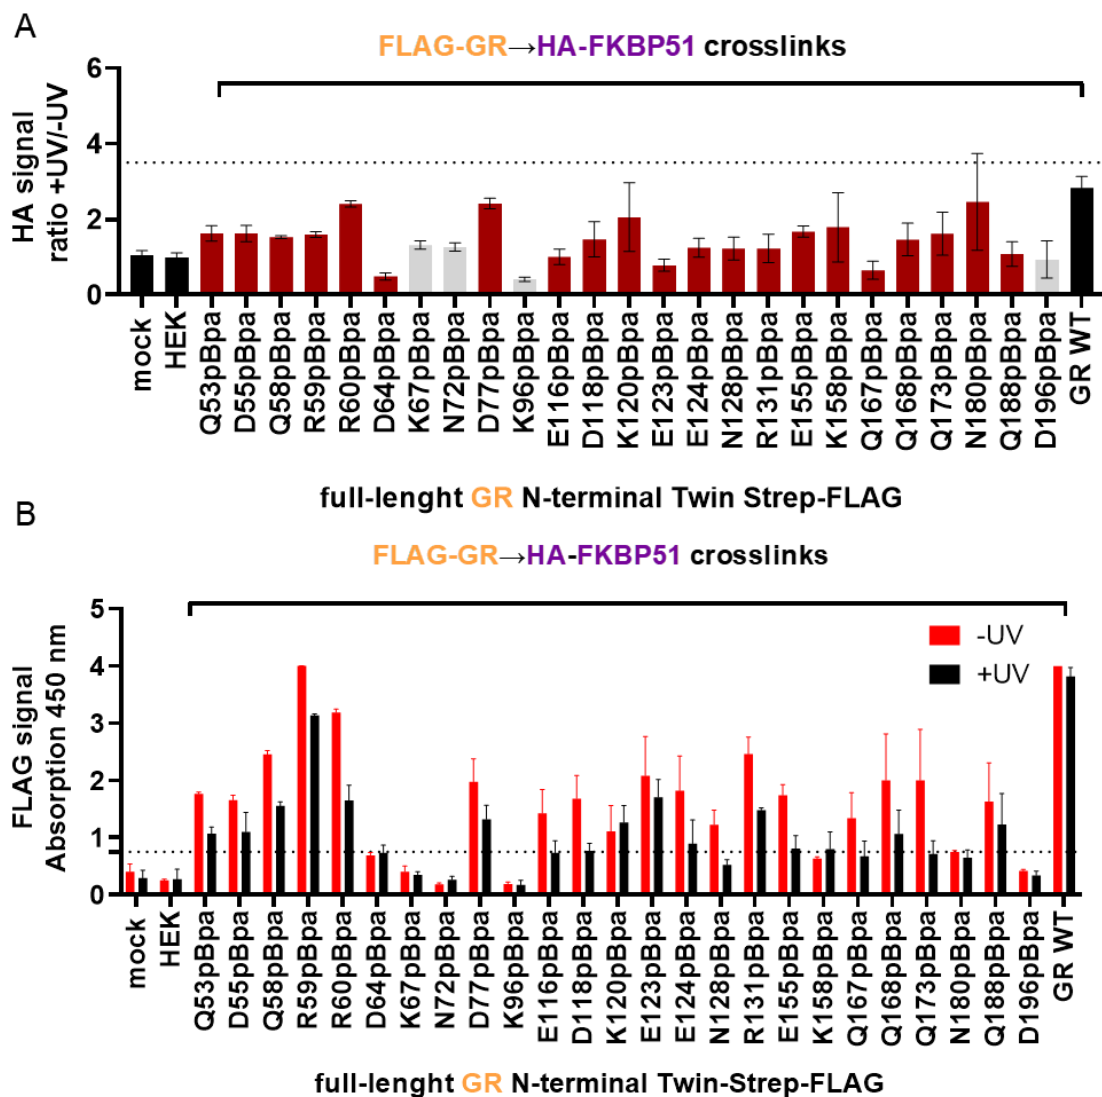 A
FLAG-GR→HA-FKBP51 crosslinks
HA signal
ratio +UV/-UV
6
4
2
0
mock
HEK
Q53pBpa
D55pBpa
Q58pBpa
R59pBpa
R60pBpa
D64pBpa
K67pBpa
N72pBpa
D77pBpa
K96pBpa
E116pBpa
D118pBpa
K120pBpa
E123pBpa
E124pBpa
N128pBpa
R131pBpa
E155pBpa
K158pBpa
Q167pBpa
Q168pBpa
Q173pBpa
N180pBpa
Q188pBpa
D196pBpa
GR WT
full-lenght GR N-terminal Twin Strep-FLAG
B
FLAG-GR→HA-FKBP51 crosslinks
FLAG signal
Absorption 450 nm
5
4
3
2
1
0
-UV
+UV
mock
HEK
Q53pBpa
D55pBpa
Q58pBpa
R59pBpa
R60pBpa
D64pBpa
K67pBpa
N72pBpa
D77pBpa
K96pBpa
E116pBpa
D118pBpa
K120pBpa
E123pBpa
E124pBpa
N128pBpa
R131pBpa
E155pBpa
K158pBpa
Q167pBpa
Q168pBpa
Q173pBpa
N180pBpa
Q188pBpa
D196pBpa
GR WT
full-lenght GR N-terminal Twin-Strep-FLAG